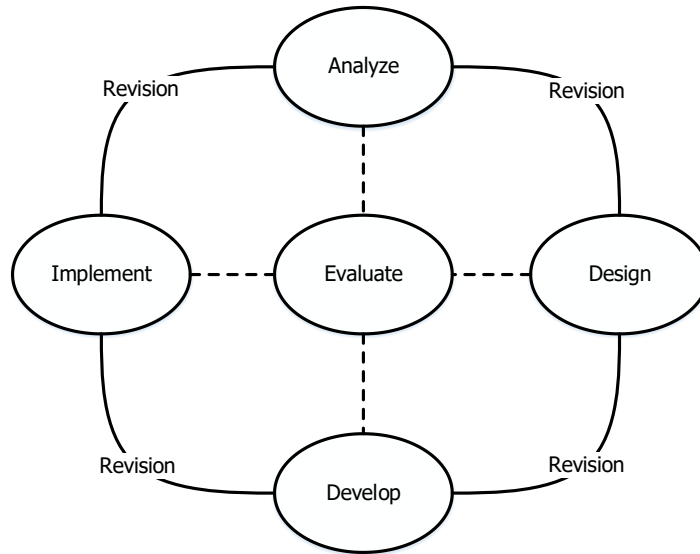 Analyze
Revision
Revision
Implement
Evaluate
Design
Revision
Revision
Develop